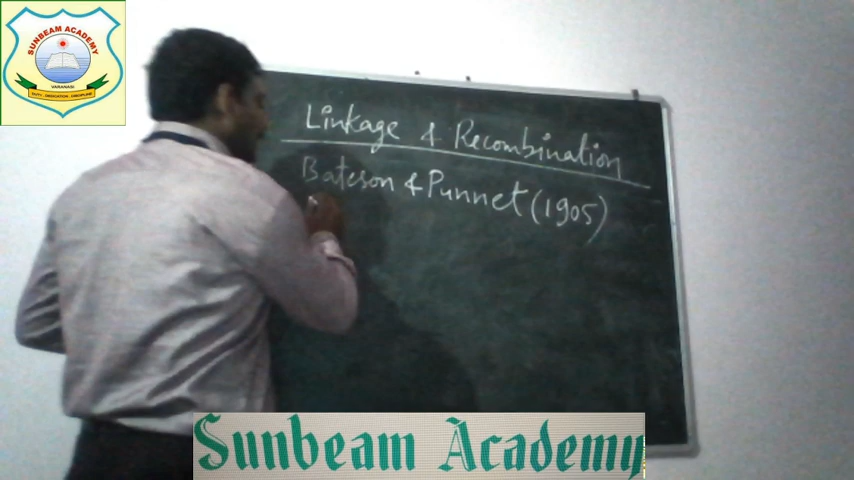 SUNBEAM ACADEMY
VARANASI
Linkage & Recombination
Bateson & Punnet (1905)
Sunbeam Academy